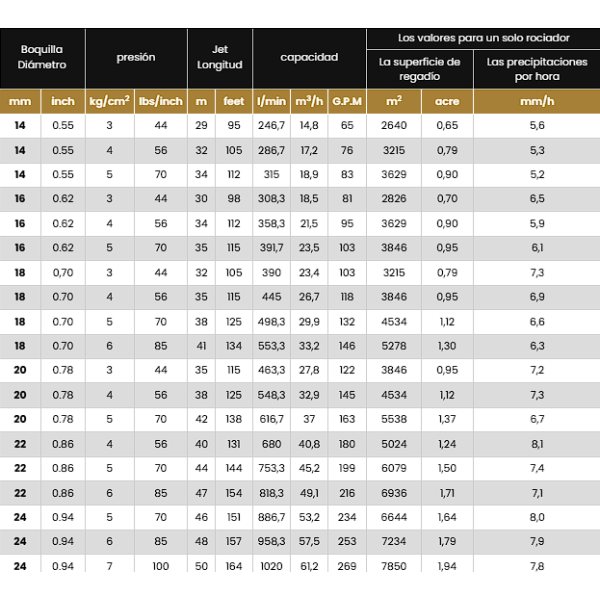 Boquilla Diámetro presión Jet Longitud capacidad Los valores para un solo rociador
La superficie de regadío Las precipitaciones por hora
mm inch kg/cm² lbs/inch m feet l/min m³/h G.P.M m² acre mm/h
14 0.55 3 44 29 95 246,7 14,8 65 2640 0,65 5,6
14 0.55 4 56 32 105 286,7 17,2 76 3215 0,79 5,3
14 0.55 5 70 34 112 315 18,9 83 3629 0,90 5,2
16 0.62 3 44 30 98 308,3 18,5 81 2826 0,70 6,5
16 0.62 4 56 34 112 358,3 21,5 95 3629 0,90 5,9
16 0.62 5 70 35 115 391,7 23,5 103 3846 0,95 6,1
18 0,70 3 44 32 105 390 23,4 103 3215 0,79 7,3
18 0.70 4 56 35 115 445 26,7 118 3846 0,95 6,9
18 0.70 5 70 38 125 498,3 29,9 132 4534 1,12 6,6
18 0.70 6 85 41 134 553,3 33,2 146 5278 1,30 6,3
20 0.78 3 44 35 115 463,3 27,8 122 3846 0,95 7,2
20 0.78 4 56 38 125 548,3 32,9 145 4534 1,12 7,3
20 0.78 5 70 42 138 616,7 37 163 5538 1,37 6,7
22 0.86 4 56 40 131 680 40,8 180 5024 1,24 8,1
22 0.86 5 70 44 144 753,3 45,2 199 6079 1,50 7,4
22 0.86 6 85 47 154 818,3 49,1 216 6936 1,71 7,1
24 0.94 5 70 46 151 886,7 53,2 234 6644 1,64 8,0
24 0.94 6 85 48 157 958,3 57,5 253 7234 1,79 7,9
24 0.94 7 100 50 164 1020 61,2 269 7850 1,94 7,8